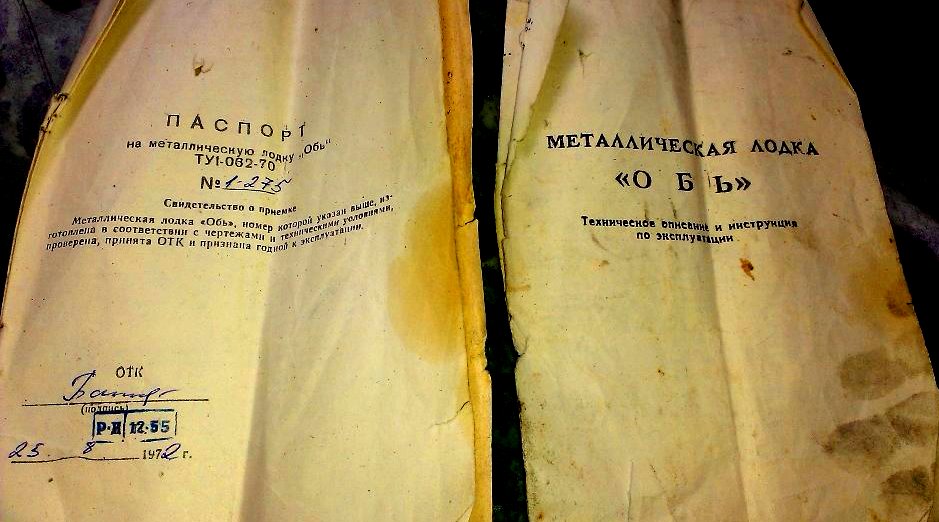 ПАСПОРТ
на металлическую лодку „Обь“
ТУ1-062-70
№ 1-275
Свидетельство о приемке
Металлическая лодка «Обь», номер которой указан выше, из-
готовлена в соответствии с чертежами и техническими условиями,
проверена, принята ОТК и признана годной к эксплуатации.
ОТК
(подпись)
Р-Н 12-55
25. 8. 1972 г.
МЕТАЛЛИЧЕСКАЯ ЛОДКА
«ОБЬ»
Техническое описание и инструкция
по эксплуатации